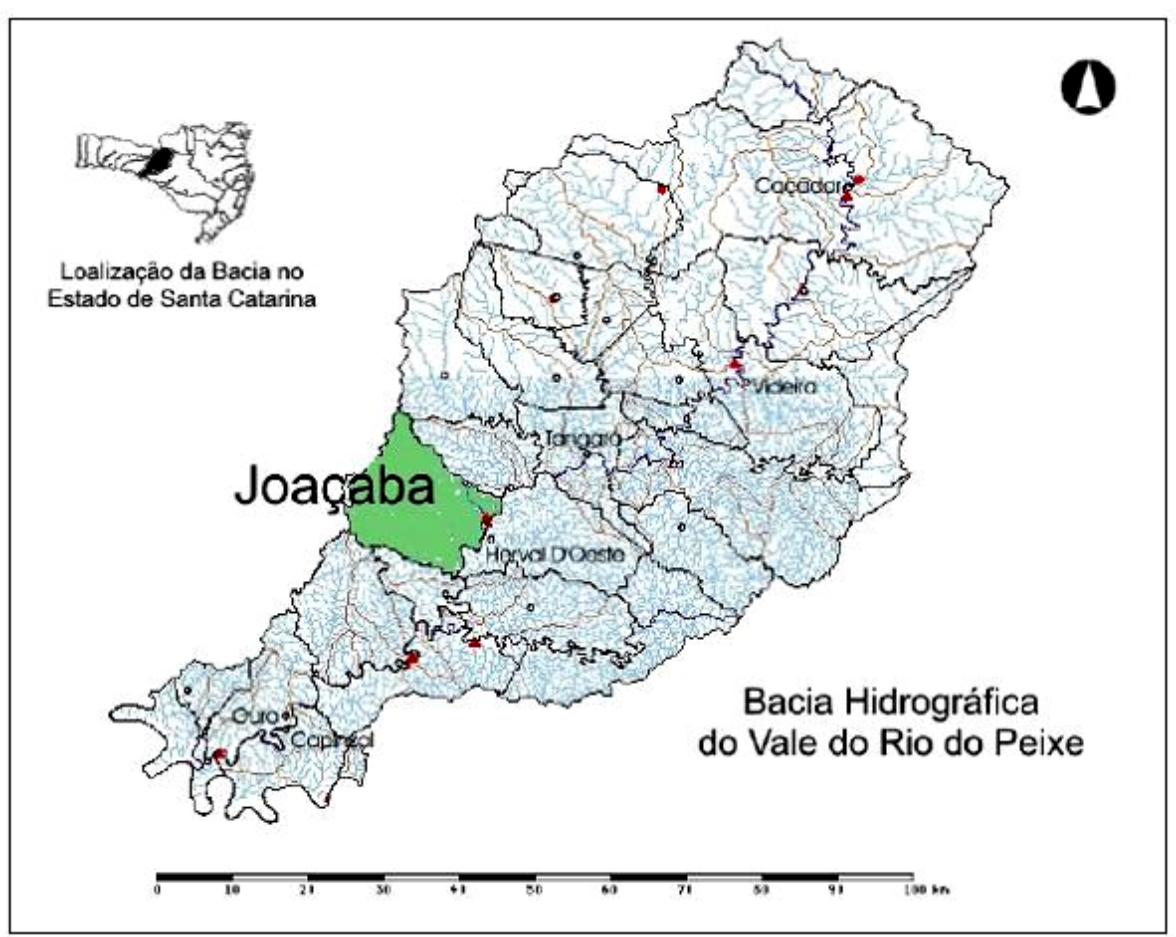 Caçador
Loalização da Bacia no
Estado de Santa Catarina
Videira
Tangará
Joaçaba
Herval D'Oeste
Bacia Hidrográfica
do Vale do Rio do Peixe
Ouro
Capinzal
0 10 20 30 40 50 60 70 80 90 100 km